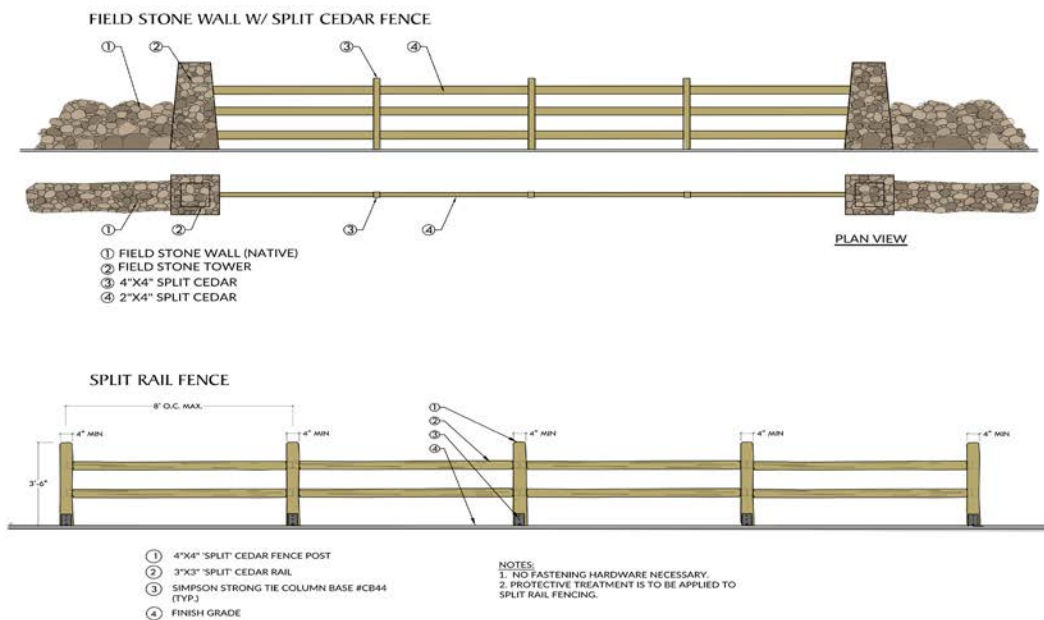 FIELD STONE WALL W/ SPLIT CEDAR FENCE
① ② ③ ④
① ② ③ ④
PLAN VIEW
① FIELD STONE WALL (NATIVE)
② FIELD STONE TOWER
③ 4"X4" SPLIT CEDAR
④ 2"X4" SPLIT CEDAR
SPLIT RAIL FENCE
8' O.C. MAX.
4" MIN 4" MIN 4" MIN 4" MIN 4" MIN
①
②
③
④
3'-6"
① 4"X4" 'SPLIT' CEDAR FENCE POST
② 3"X3" 'SPLIT' CEDAR RAIL
③ SIMPSON STRONG TIE COLUMN BASE #CB44
(TYP.)
④ FINISH GRADE
NOTES:
1. NO FASTENING HARDWARE NECESSARY.
2. PROTECTIVE TREATMENT IS TO BE APPLIED TO
SPLIT RAIL FENCING.